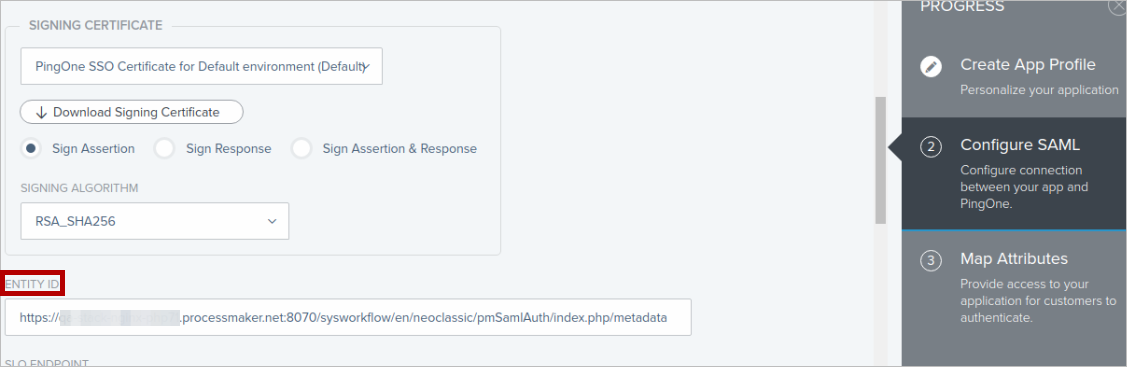 SIGNING CERTIFICATE
PingOne SSO Certificate for Default environment (Default)
Download Signing Certificate
Sign Assertion
Sign Response
Sign Assertion & Response
SIGNING ALGORITHM
RSA_SHA256
ENTITY ID
https://
.processmaker.net:8070/sysworkflow/en/neoclassic/pmSamlAuth/index.php/metadata
SLO ENDPOINT
PROGRESS
Create App Profile
Personalize your application
2
Configure SAML
Configure connection
between your app and
PingOne.
3
Map Attributes
Provide access to your
application for customers to
authenticate.